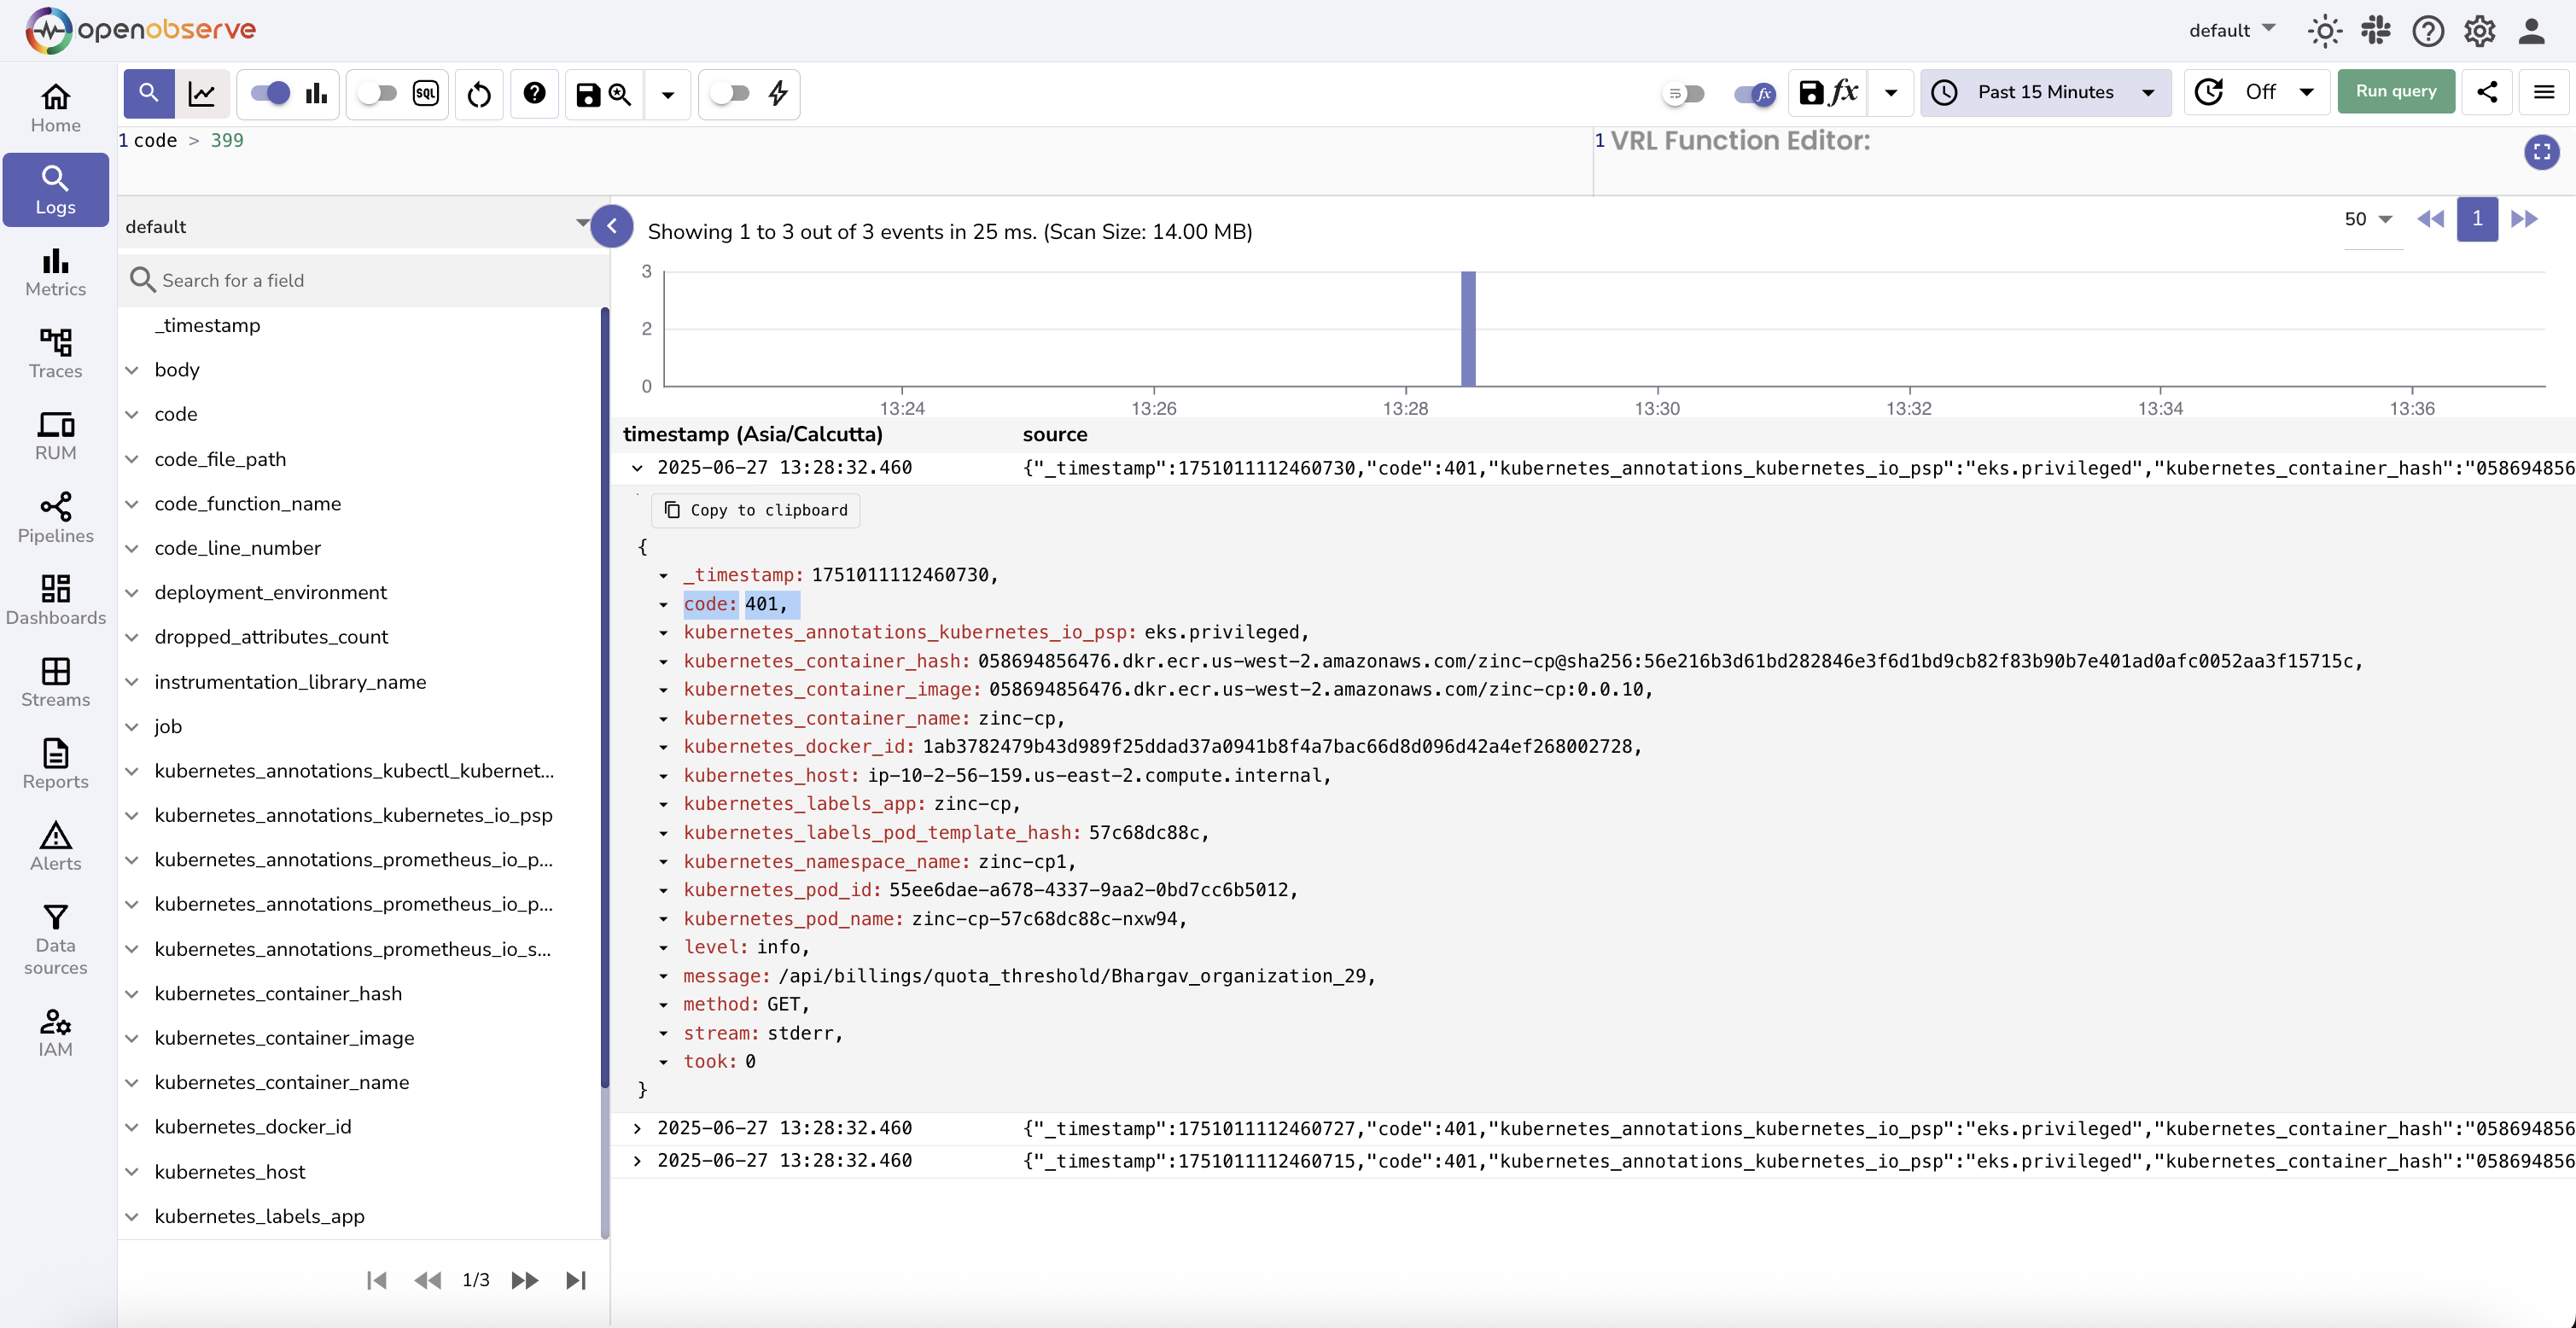 openobserve
default
Home
Logs
Metrics
Traces
RUM
Pipelines
Dashboards
Streams
Reports
Alerts
Data
sources
IAM
SQL
fx
fx
Past 15 Minutes
Off
Run query
1 code > 399
1 VRL Function Editor:
default
Search for a field
_timestamp
body
code
code_file_path
code_function_name
code_line_number
deployment_environment
dropped_attributes_count
instrumentation_library_name
job
kubernetes_annotations_kubectl_kubernet...
kubernetes_annotations_kubernetes_io_psp
kubernetes_annotations_prometheus_io_p...
kubernetes_annotations_prometheus_io_p...
kubernetes_annotations_prometheus_io_s...
kubernetes_container_hash
kubernetes_container_image
kubernetes_container_name
kubernetes_docker_id
kubernetes_host
kubernetes_labels_app
1/3
Showing 1 to 3 out of 3 events in 25 ms. (Scan Size: 14.00 MB)
50
1
3
2
0
13:24 13:26 13:28 13:30 13:32 13:34 13:36
timestamp (Asia/Calcutta) source
2025-06-27 13:28:32.460 {"_timestamp":1751011112460730,"code":401,"kubernetes_annotations_kubernetes_io_psp":"eks.privileged","kubernetes_container_hash":"058694856
Copy to clipboard
{
_timestamp: 1751011112460730,
code: 401,
kubernetes_annotations_kubernetes_io_psp: eks.privileged,
kubernetes_container_hash: 058694856476.dkr.ecr.us-west-2.amazonaws.com/zinc-cp@sha256:56e216b3d61bd282846e3f6d1bd9cb82f83b90b7e401ad0afc0052aa3f15715c,
kubernetes_container_image: 058694856476.dkr.ecr.us-west-2.amazonaws.com/zinc-cp:0.0.10,
kubernetes_container_name: zinc-cp,
kubernetes_docker_id: 1ab3782479b43d989f25ddad37a0941b8f4a7bac66d8d096d42a4ef268002728,
kubernetes_host: ip-10-2-56-159.us-east-2.compute.internal,
kubernetes_labels_app: zinc-cp,
kubernetes_labels_pod_template_hash: 57c68dc88c,
kubernetes_namespace_name: zinc-cp1,
kubernetes_pod_id: 55ee6dae-a678-4337-9aa2-0bd7cc6b5012,
kubernetes_pod_name: zinc-cp-57c68dc88c-nxw94,
level: info,
message: /api/billings/quota_threshold/Bhargav_organization_29,
method: GET,
stream: stderr,
took: 0
}
2025-06-27 13:28:32.460 {"_timestamp":1751011112460727,"code":401,"kubernetes_annotations_kubernetes_io_psp":"eks.privileged","kubernetes_container_hash":"058694856
2025-06-27 13:28:32.460 {"_timestamp":1751011112460715,"code":401,"kubernetes_annotations_kubernetes_io_psp":"eks.privileged","kubernetes_container_hash":"058694856